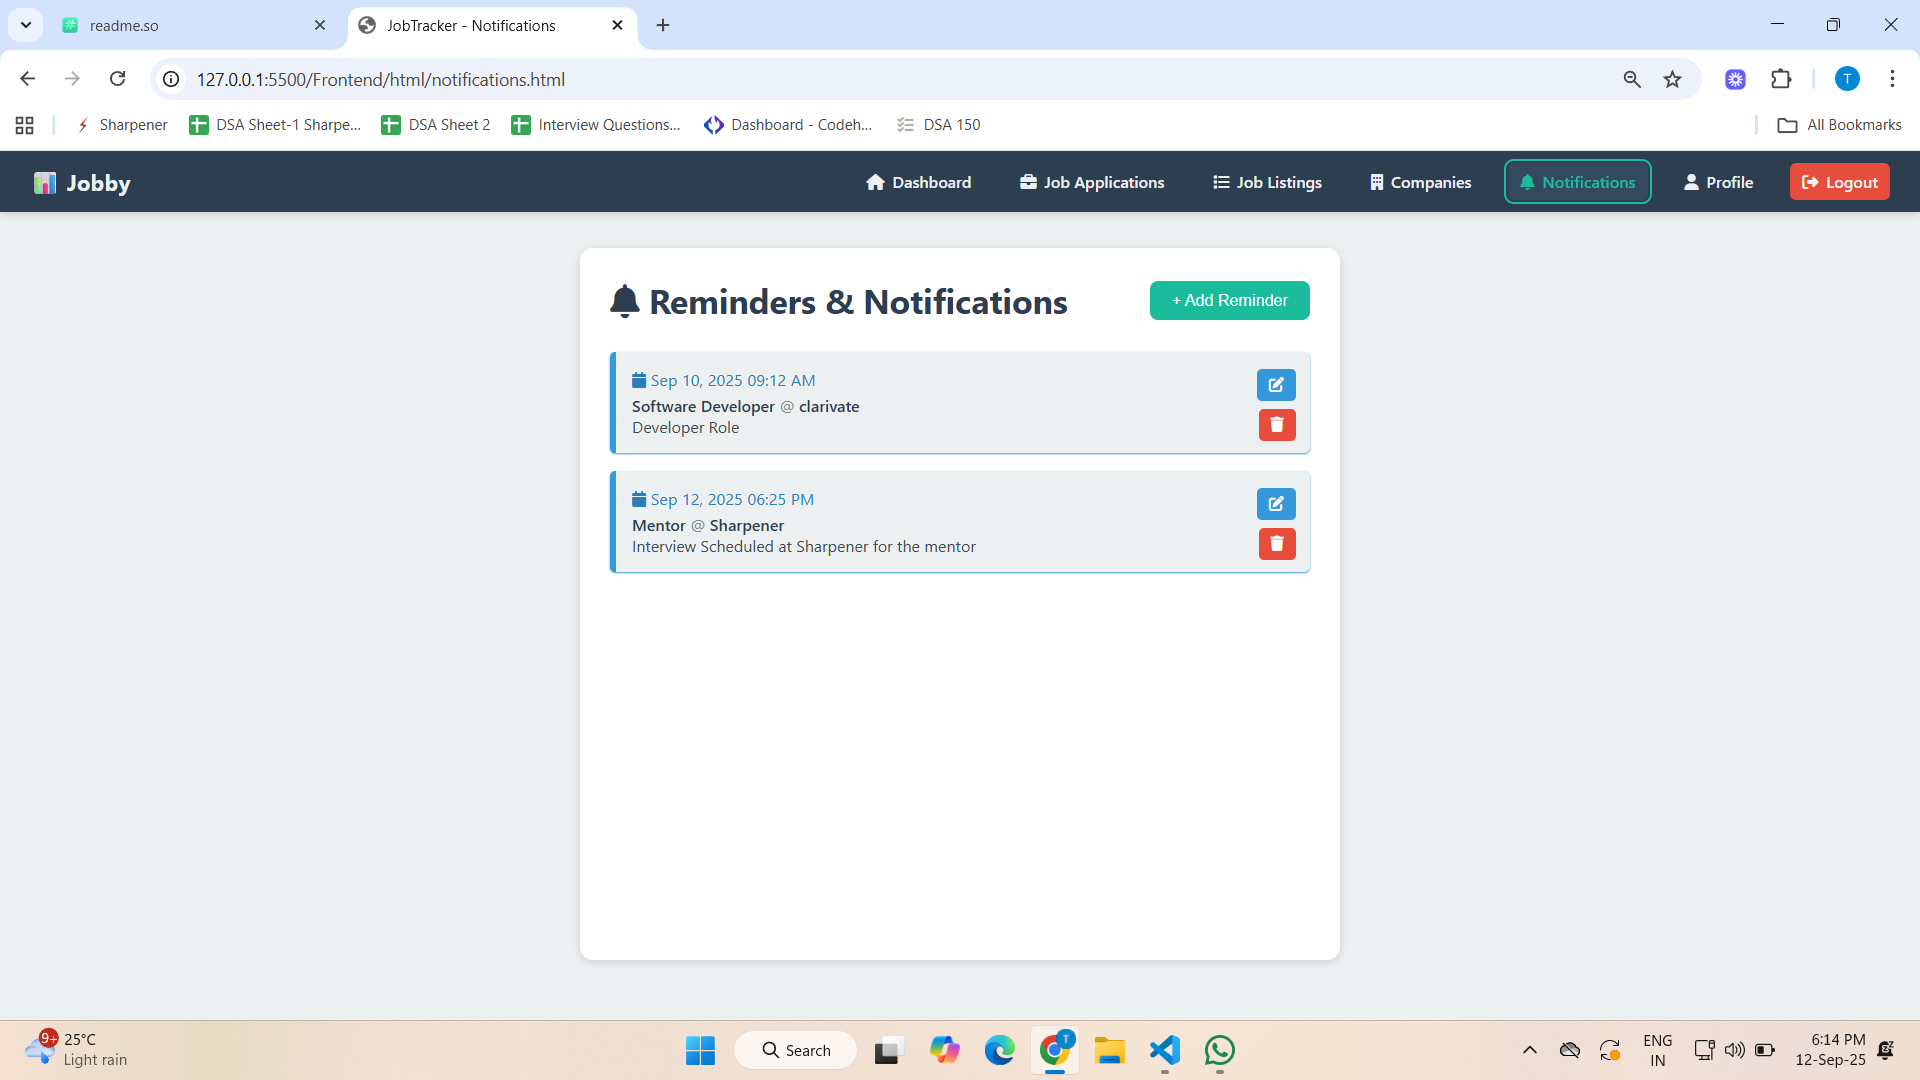 readme.so
JobTracker - Notifications
127.0.0.1:5500/Frontend/html/notifications.html
T
Sharpener
DSA Sheet-1 Sharpe...
DSA Sheet 2
Interview Questions...
Dashboard - Codeh...
DSA 150
All Bookmarks
Jobby
Dashboard
Job Applications
Job Listings
Companies
Notifications
Profile
Logout
Reminders & Notifications
+ Add Reminder
Sep 10, 2025 09:12 AM
Software Developer @ clarivate
Developer Role
Sep 12, 2025 06:25 PM
Mentor @ Sharpener
Interview Scheduled at Sharpener for the mentor
9+
25°C
Light rain
Search
T
ENG
IN
6:14 PM
12-Sep-25